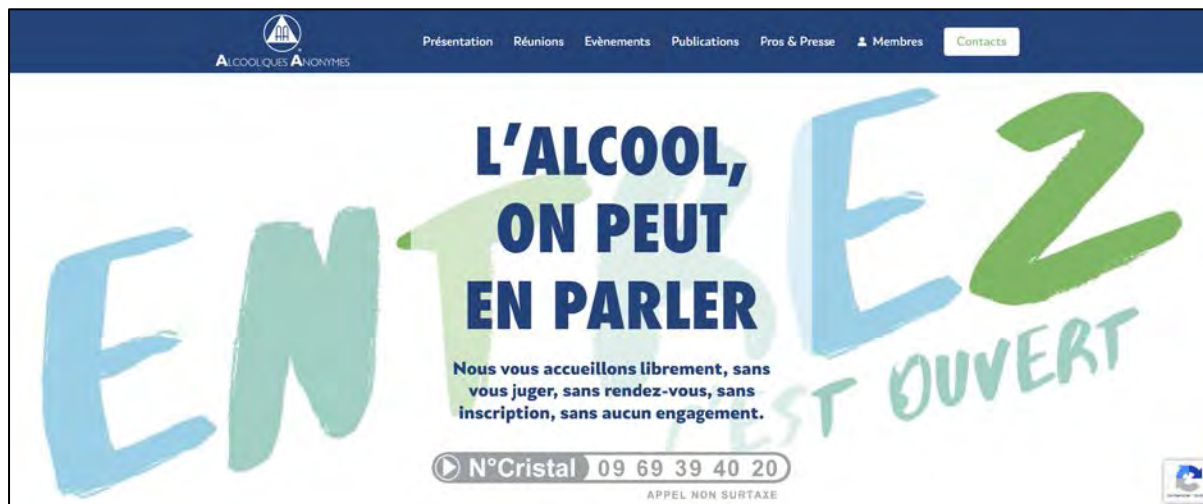 AA
ALCOOLIQUES ANONYMES
Présentation Réunions Evènements Publications Pros & Presse Membres Contacts
ENTREZ
C'EST OUVERT
L'ALCOOL,
ON PEUT
EN PARLER
Nous vous accueillons librement, sans
vous juger, sans rendez-vous, sans
inscription, sans aucun engagement.
N°Cristal 09 69 39 40 20
APPEL NON SURTAXE